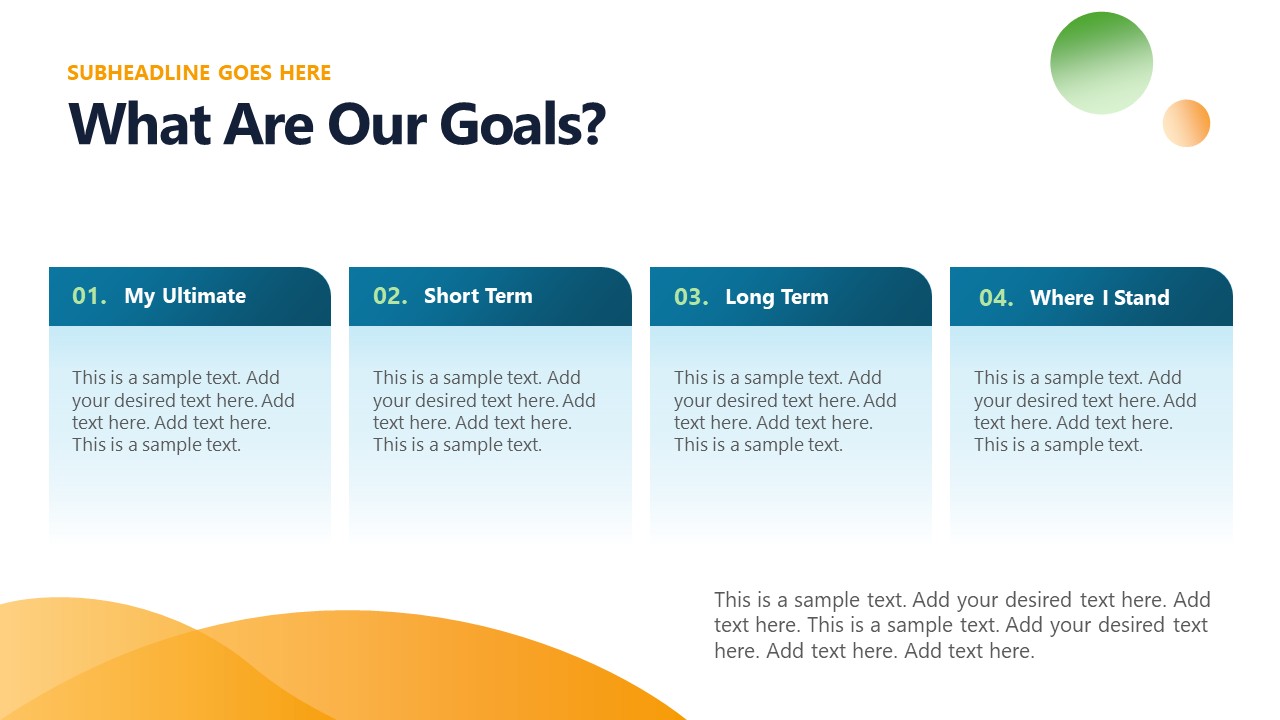 SUBHEADLINE GOES HERE
What Are Our Goals?
01. My Ultimate
This is a sample text. Add
your desired text here. Add
text here. Add text here.
This is a sample text.
02. Short Term
This is a sample text. Add
your desired text here. Add
text here. Add text here.
This is a sample text.
03. Long Term
This is a sample text. Add
your desired text here. Add
text here. Add text here.
This is a sample text.
04. Where I Stand
This is a sample text. Add
your desired text here. Add
text here. Add text here.
This is a sample text.
This is a sample text. Add your desired text here. Add
text here. This is a sample text. Add your desired text
here. Add text here. Add text here.